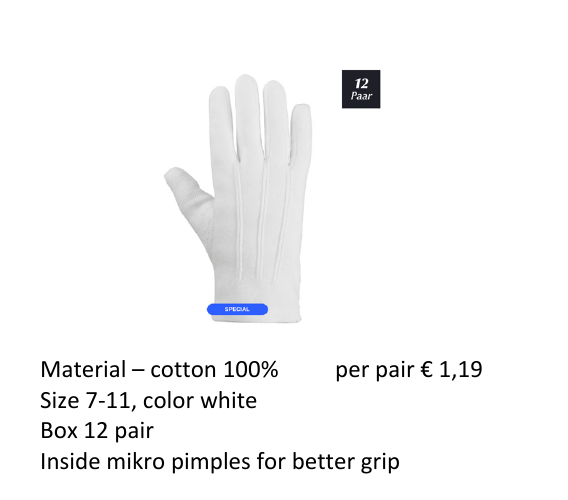 12
Paar
SPECIAL
Material – cotton 100% per pair € 1,19
Size 7-11, color white
Box 12 pair
Inside mikro pimples for better grip